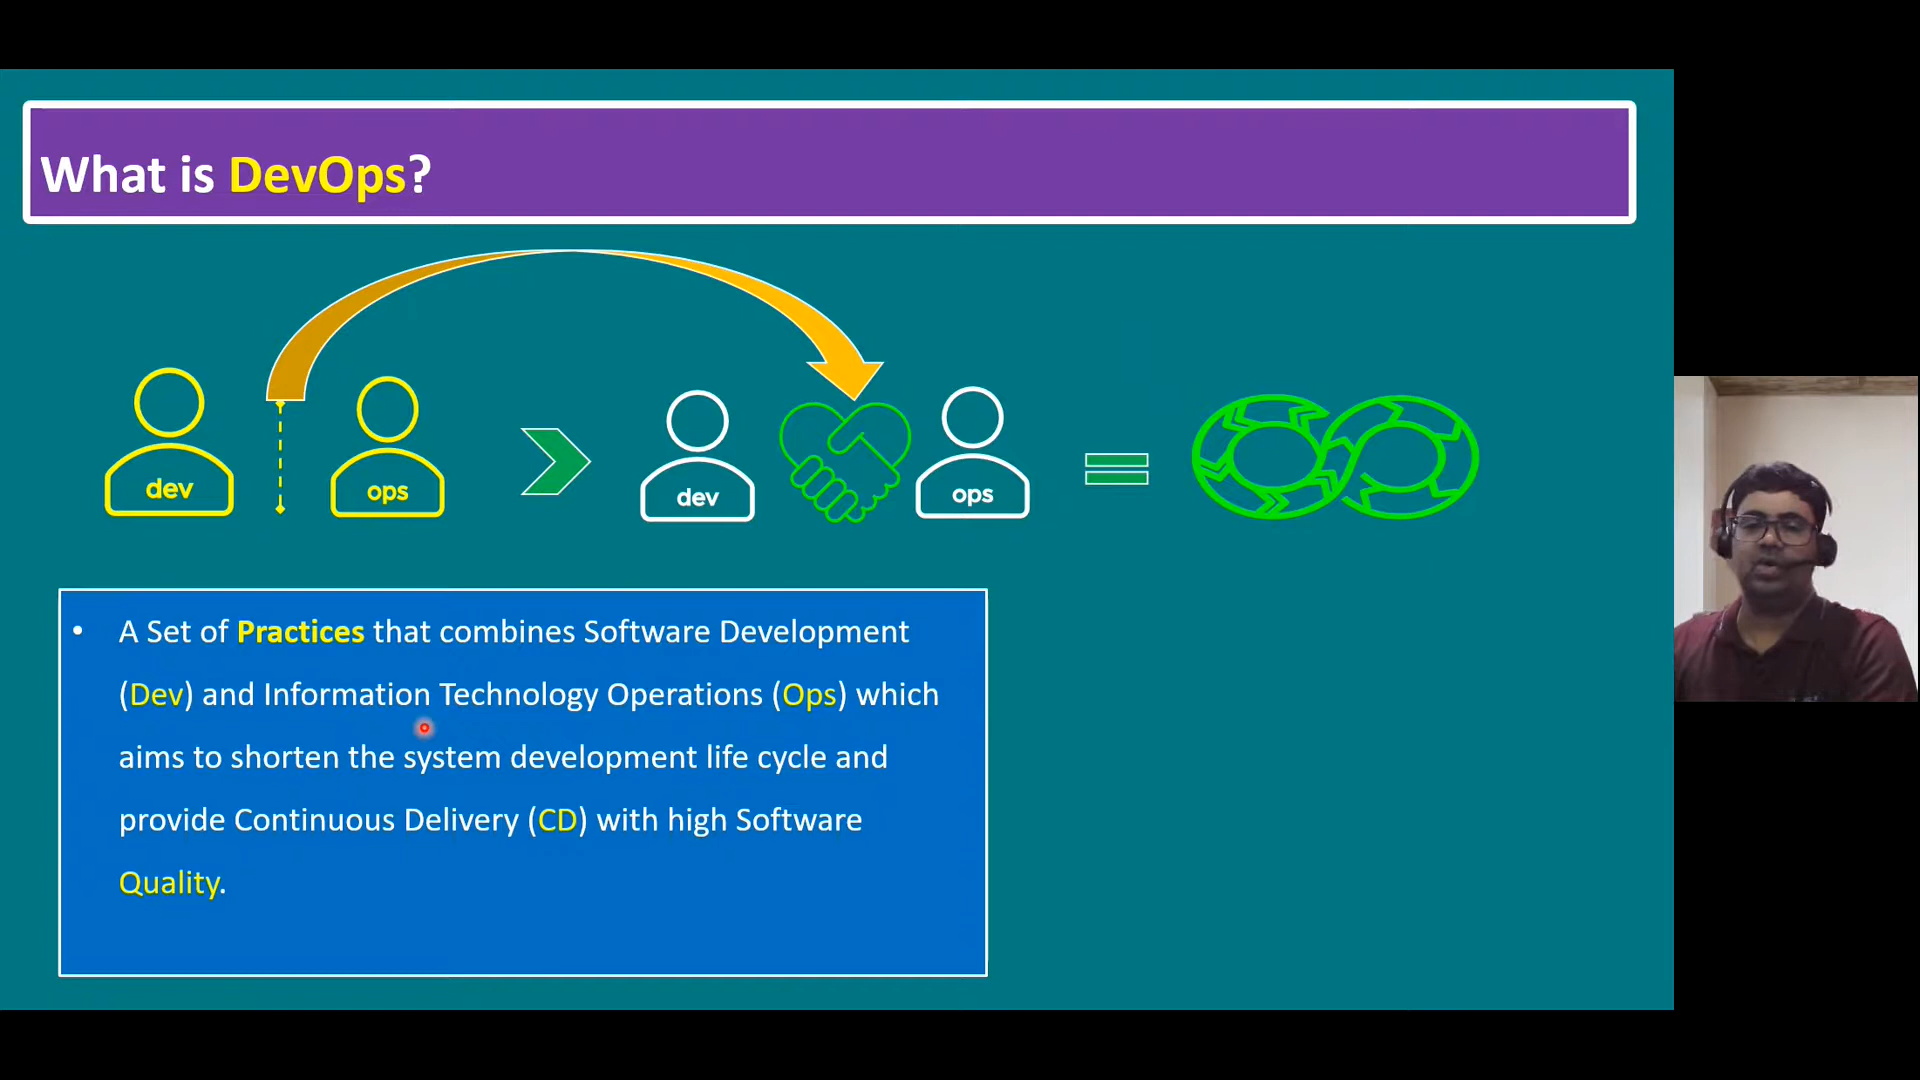 What is DevOps?
dev
ops
dev
ops
• A Set of Practices that combines Software Development
(Dev) and Information Technology Operations (Ops) which
aims to shorten the system development life cycle and
provide Continuous Delivery (CD) with high Software
Quality.